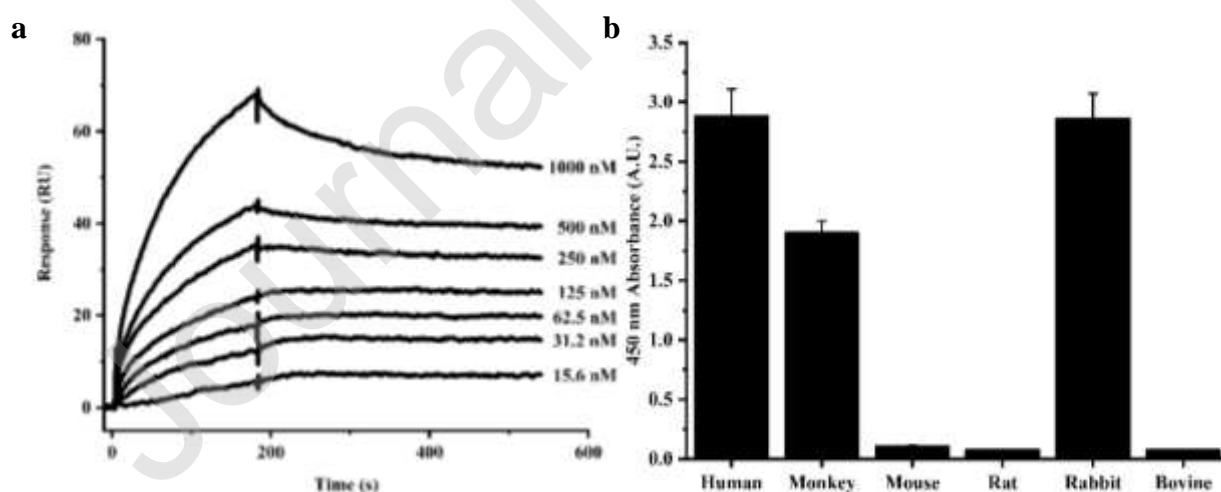 a
80
60
40
20
0
Response (RU)
0
200
400
600
Time (s)
1000 nM
500 nM
250 nM
125 nM
62.5 nM
31.2 nM
15.6 nM
b
3.5
3.0
2.5
2.0
1.5
1.0
0.5
0.0
450 nm Absorbance (A.U.)
Human Monkey Mouse Rat Rabbit Bovine
Journal